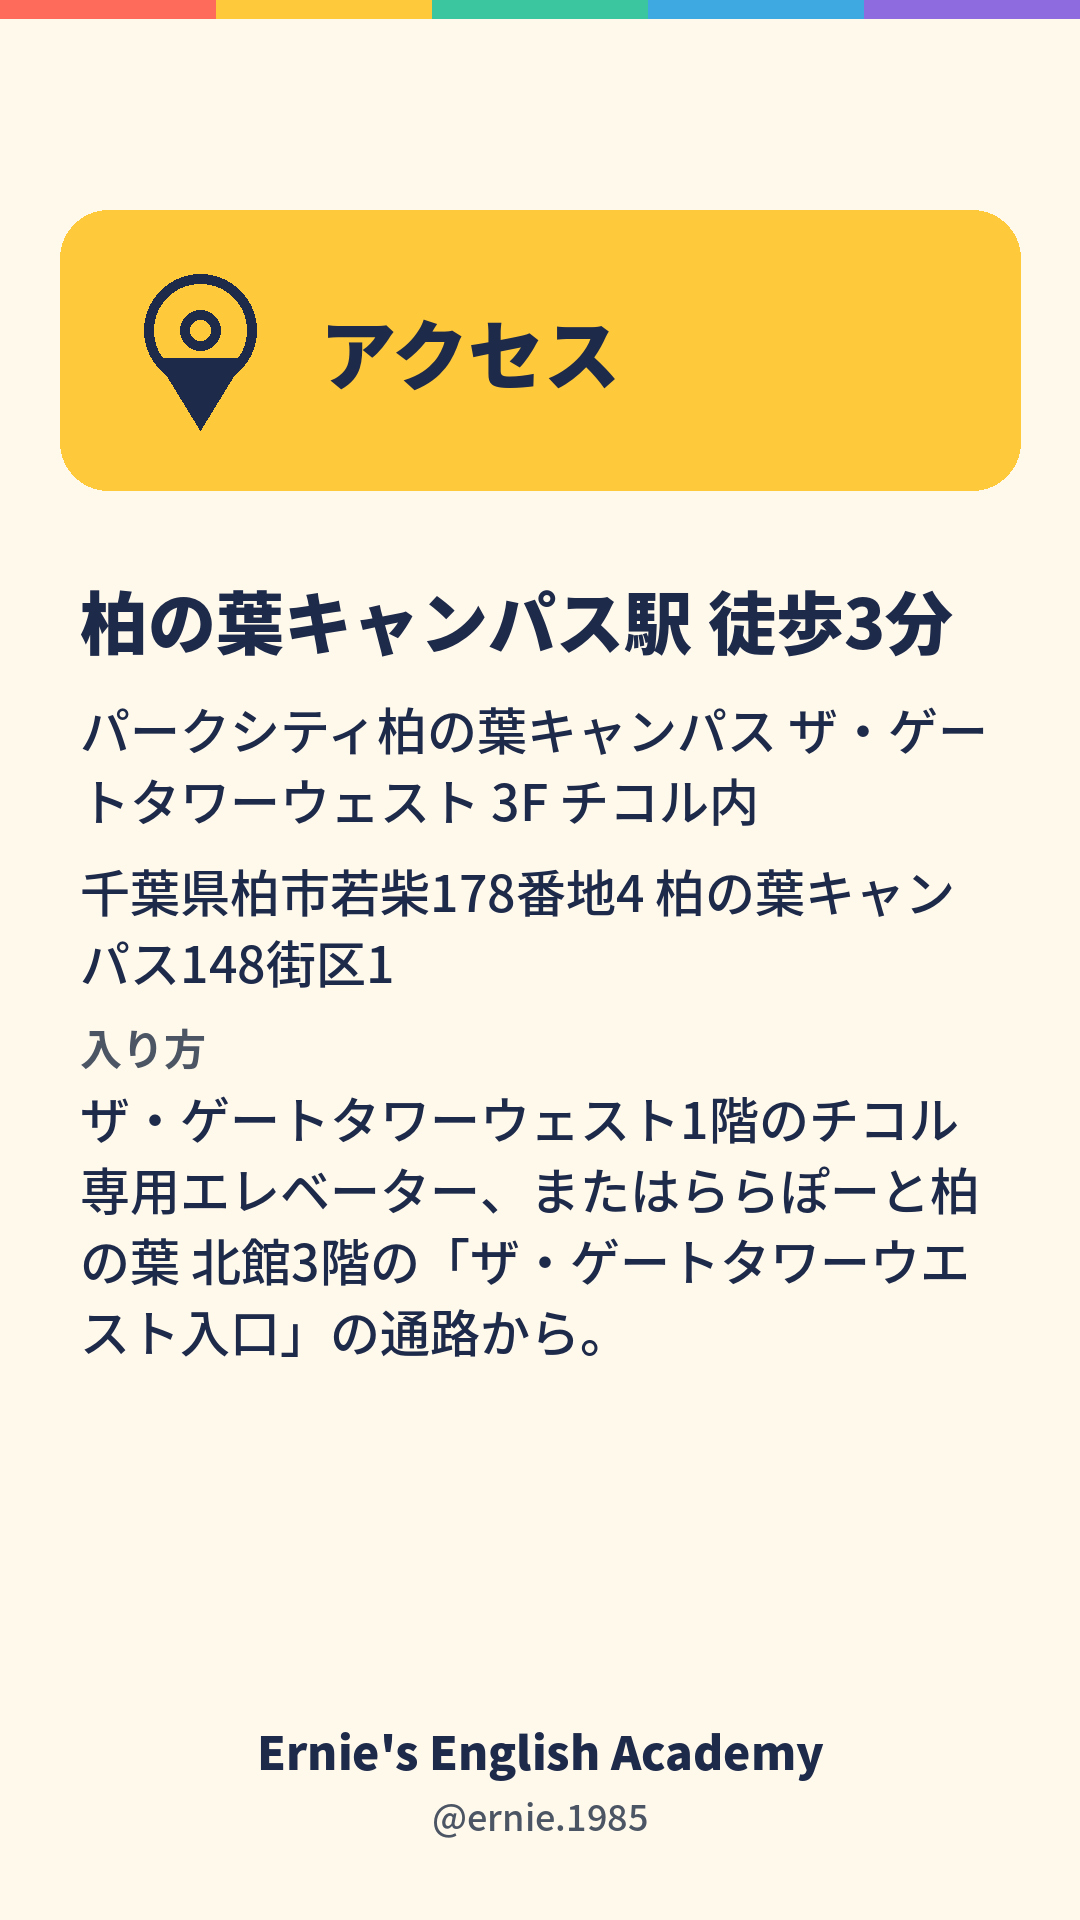 アクセス
柏の葉キャンパス駅 徒歩3分
パークシティ柏の葉キャンパス ザ・ゲー
トタワーウェスト 3F チコル内
千葉県柏市若柴178番地4 柏の葉キャン
パス148街区1
入り方
ザ・ゲートタワーウェスト1階のチコル
専用エレベーター、またはららぽーと柏
の葉 北館3階の「ザ・ゲートタワーウエ
スト入口」の通路から。
Ernie's English Academy
@ernie.1985